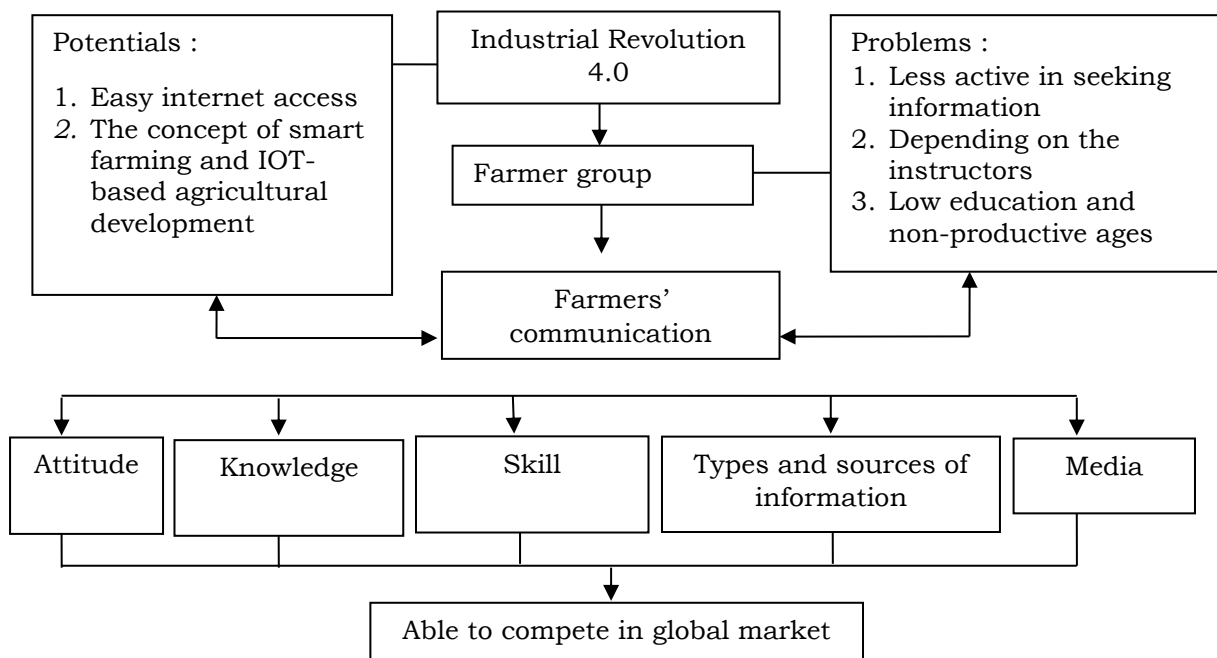 Potentials :
1. Easy internet access
2. The concept of smart
farming and IOT-
based agricultural
development
Industrial Revolution
4.0
Problems :
1. Less active in seeking
information
2. Depending on the
instructors
3. Low education and
non-productive ages
Farmer group
Farmers’
communication
Attitude
Knowledge
Skill
Types and sources of
information
Media
Able to compete in global market